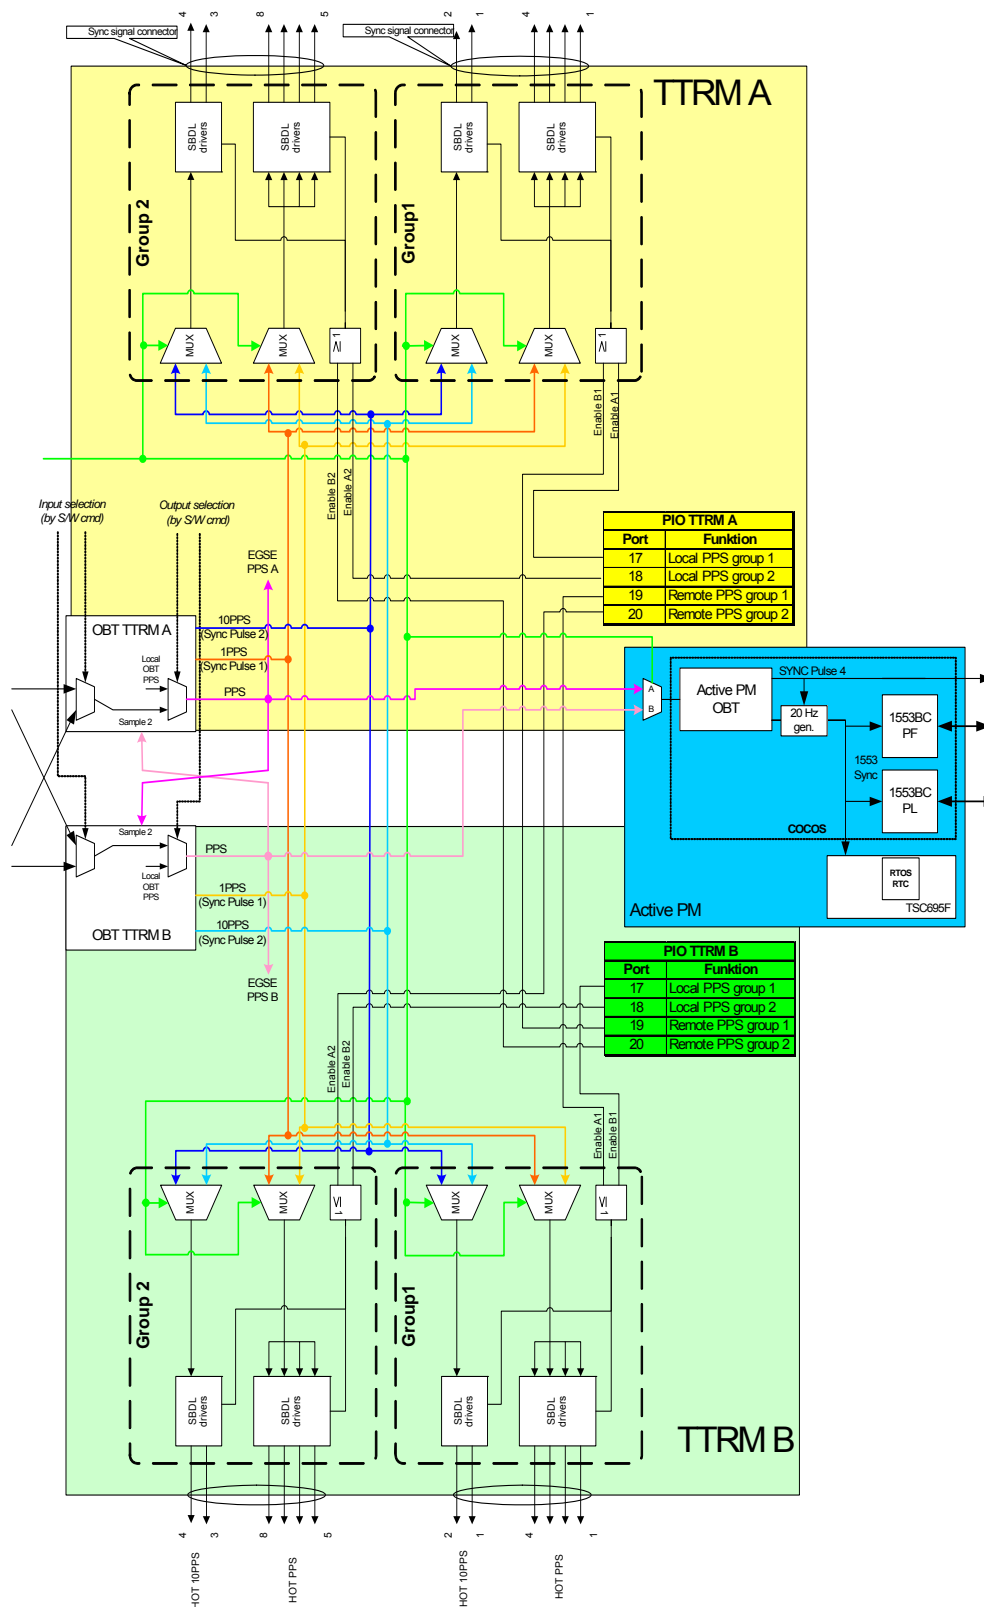 4
3
8
5
2
1
4
1
Sync signal connector
Sync signal connector
TTRM A
SBDL
drivers
SBDL
drivers
SBDL
drivers
SBDL
drivers
Group 2
Group1
MUX
MUX
≥ 1
MUX
MUX
≥ 1
Enable B1
Enable A1
Enable B2
Enable A2
Input selection
(by S/W cmd)
Output selection
(by S/W cmd)
PIO TTRM A
Port Funktion
17 Local PPS group 1
18 Local PPS group 2
19 Remote PPS group 1
20 Remote PPS group 2
EGSE
PPS A
OBT TTRM A
10PPS
(Sync Pulse 2)
1PPS
(Sync Pulse 1)
Local
OBT
PPS
PPS
Sample 2
A
B
Active PM
OBT
SYNC Pulse 4
20 Hz
gen.
1553BC
PF
1553
Sync
1553BC
PL
COCOS
RTOS
RTC
TSC695F
Active PM
Sample 2
PPS
Local
OBT
PPS
1PPS
(Sync Pulse 1)
10PPS
(Sync Pulse 2)
OBT TTRM B
EGSE
PPS B
PIO TTRM B
Port Funktion
17 Local PPS group 1
18 Local PPS group 2
19 Remote PPS group 1
20 Remote PPS group 2
Enable A2
Enable B2
Enable A1
Enable B1
MUX
MUX
≥ 1
MUX
MUX
≥ 1
Group 2
Group1
SBDL
drivers
SBDL
drivers
SBDL
drivers
SBDL
drivers
TTRM B
4
3
8
5
2
1
4
1
HOT 10PPS
HOT PPS
HOT 10PPS
HOT PPS